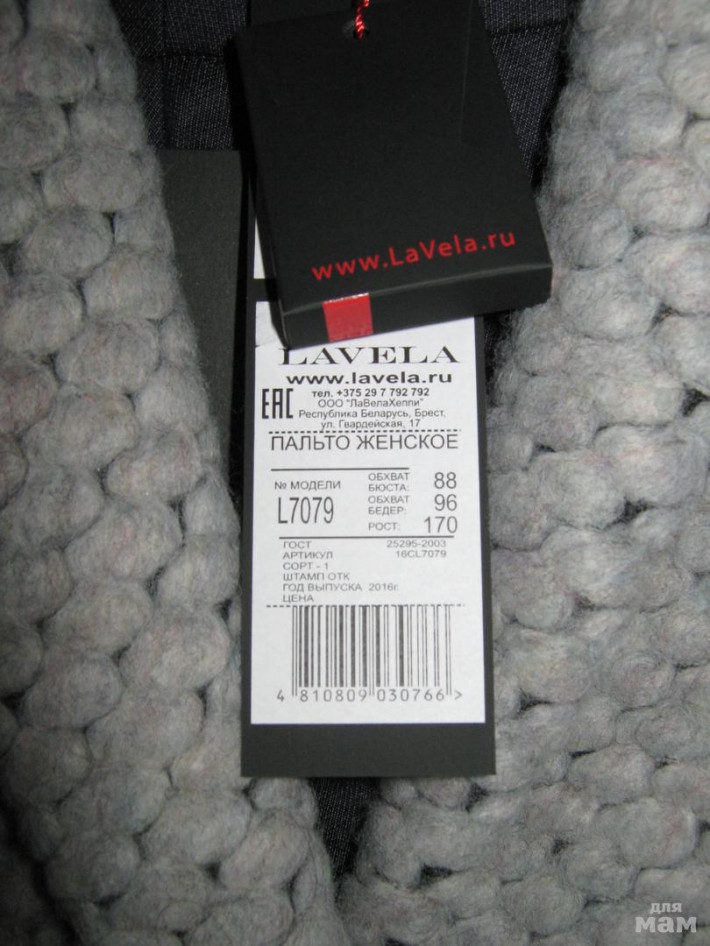 www.LaVela.ru
LAVELA
www.lavela.ru
тел. +375 29 7 792 792
EAC
ООО "ЛаВелаХеппи"
Республика Беларусь, Брест,
ул. Гвардейская, 17
ПАЛЬТО ЖЕНСКОЕ
№ МОДЕЛИ
L7079
ОБХВАТ
БЮСТА: 88
ОБХВАТ
БЕДЕР: 96
РОСТ: 170
ГОСТ 25295-2003
АРТИКУЛ 16CL7079
СОРТ - 1
ШТАМП ОТК
ГОД ВЫПУСКА 2016г.
ЦЕНА
4 810809 030766 >
для
мам